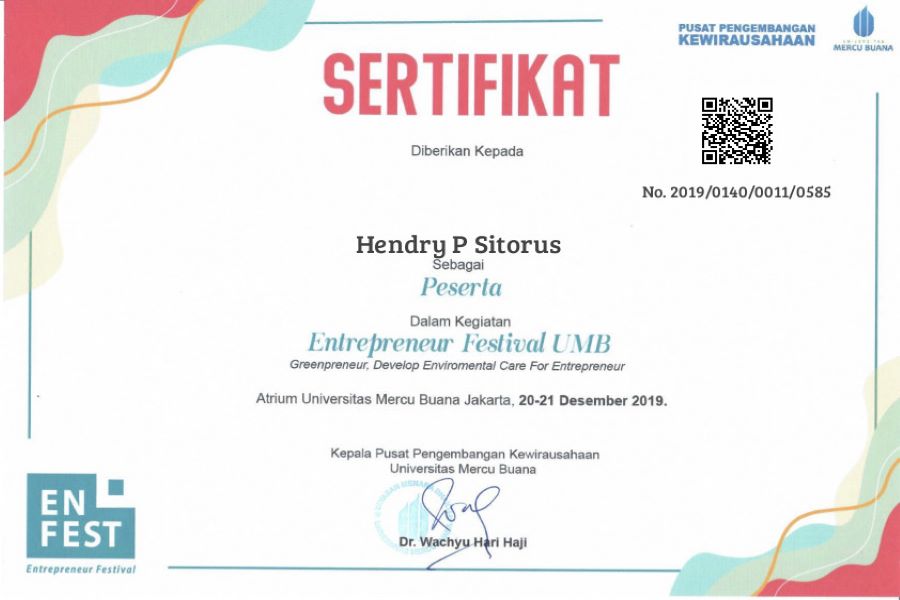 PUSAT PENGEMBANGAN
KEWIRAUSAHAAN
UNIVERSITAS
MERCU BUANA
SERTIFIKAT
Diberikan Kepada
No. 2019/0140/0011/0585
Hendry P Sitorus
Sebagai
Peserta
Dalam Kegiatan
Entrepreneur Festival UMB
Greenpreneur, Develop Enviromental Care For Entrepreneur
Atrium Universitas Mercu Buana Jakarta, 20-21 Desember 2019.
Kepala Pusat Pengembangan Kewirausahaan
Universitas Mercu Buana
Dr. Wachyu Hari Haji
EN
FEST
Entrepreneur Festival